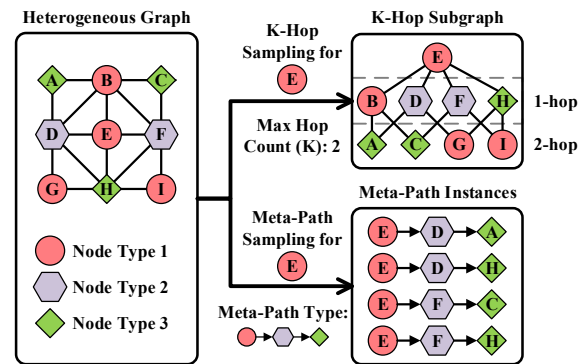 Heterogeneous Graph
A B C
D E F
G H I
Node Type 1
Node Type 2
Node Type 3
K-Hop
Sampling for
E
Max Hop
Count (K): 2
Meta-Path
Sampling for
E
Meta-Path Type:
K-Hop Subgraph
E
B D F H
1-hop
A C G I
2-hop
Meta-Path Instances
E D A
E D H
E F C
E F H